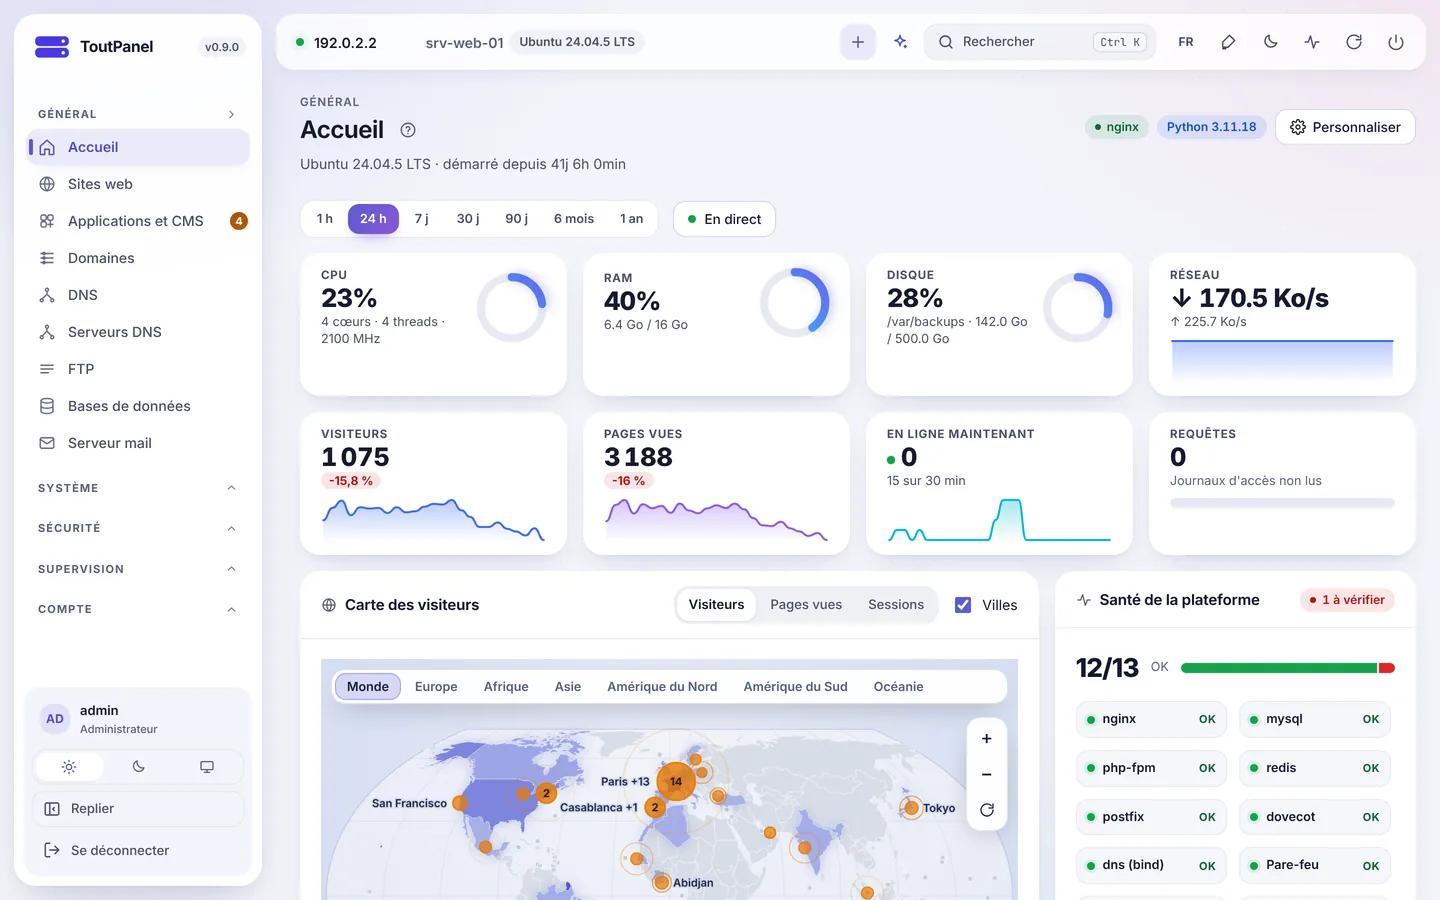 ToutPanel
v0.9.0
GÉNÉRAL
Accueil
Sites web
Applications et CMS
4
Domaines
DNS
Serveurs DNS
FTP
Bases de données
Serveur mail
SYSTÈME
SÉCURITÉ
SUPERVISION
COMPTE
AD
admin
Administrateur
Replier
Se déconnecter
192.0.2.2
srv-web-01
Ubuntu 24.04.5 LTS
Rechercher
Ctrl K
FR
GÉNÉRAL
Accueil
Ubuntu 24.04.5 LTS · démarré depuis 41j 6h 0min
nginx
Python 3.11.18
Personnaliser
1 h
24 h
7 j
30 j
90 j
6 mois
1 an
En direct
CPU
23%
4 cœurs · 4 threads ·
2100 MHz
RAM
40%
6.4 Go / 16 Go
DISQUE
28%
/var/backups · 142.0 Go
/ 500.0 Go
RÉSEAU
↓ 170.5 Ko/s
↑ 225.7 Ko/s
VISITEURS
1 075
-15,8 %
PAGES VUES
3 188
-16 %
EN LIGNE MAINTENANT
0
15 sur 30 min
REQUÊTES
0
Journaux d'accès non lus
Carte des visiteurs
Visiteurs
Pages vues
Sessions
Villes
Monde
Europe
Afrique
Asie
Amérique du Nord
Amérique du Sud
Océanie
+
−
Paris +13
14
San Francisco
2
Casablanca +1
2
Tokyo
Abidjan
Santé de la plateforme
1 à vérifier
12/13
OK
nginx
OK
mysql
OK
php-fpm
OK
redis
OK
postfix
OK
dovecot
OK
dns (bind)
OK
Pare-feu
OK